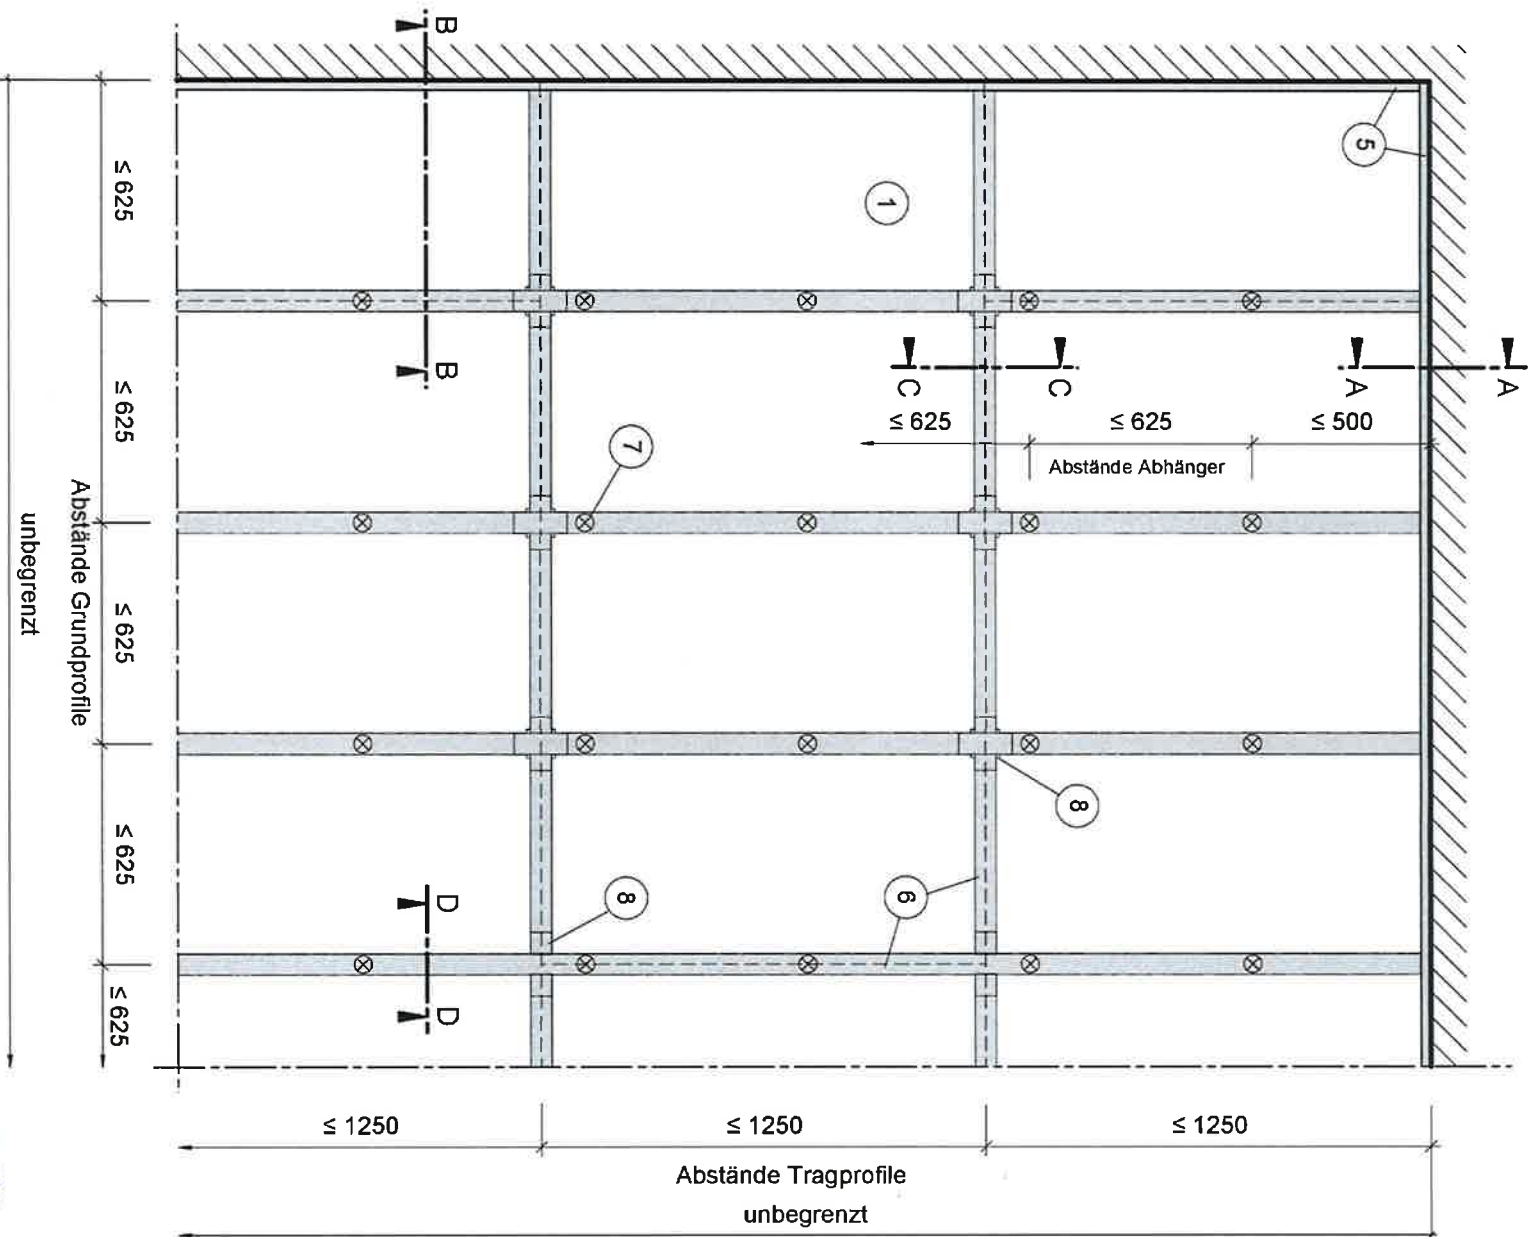 B
5
≤ 625
1
B
C
C
A
A
≤ 625
≤ 625
≤ 500
Abstände Abhänger
≤ 625
7
Abstände Grundprofile
unbegrenzt
≤ 625
8
≤ 625
D
8
6
D
≤ 625
≤ 1250
≤ 1250
≤ 1250
Abstände Tragprofile
unbegrenzt